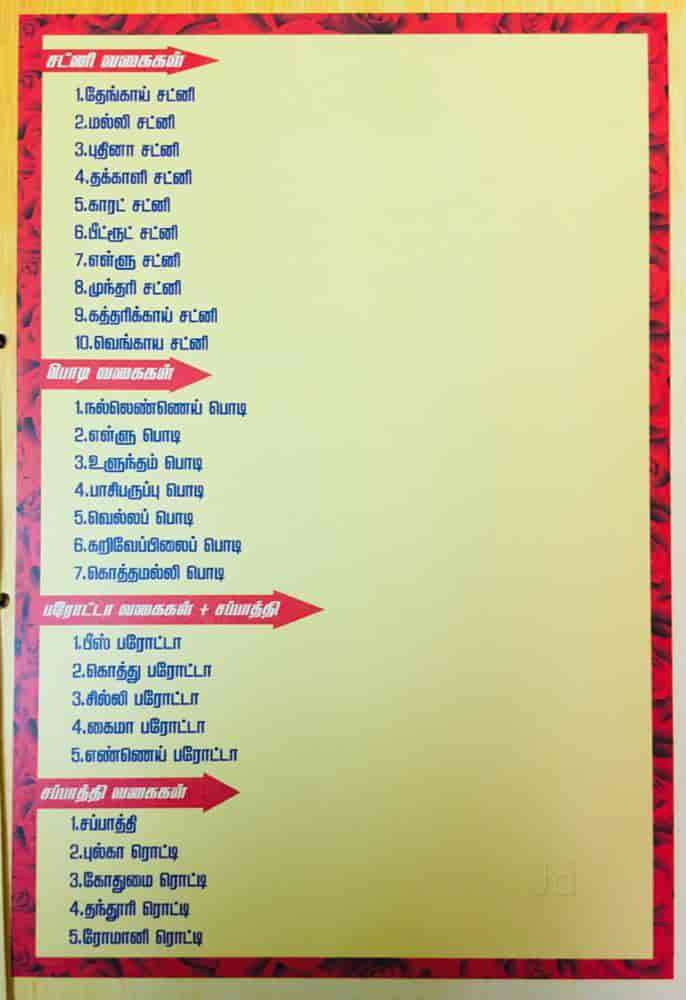 சட்னி வகைகள்
1.தேங்காய் சட்னி
2.மல்லி சட்னி
3.புதினா சட்னி
4.தக்காளி சட்னி
5.காரட் சட்னி
6.பீட்ரூட் சட்னி
7.எள்ளு சட்னி
8.முந்தரி சட்னி
9.கத்தரிக்காய் சட்னி
10.வெங்காய சட்னி
பொடி வகைகள்
1.நல்லெண்ணெய் பொடி
2.எள்ளு பொடி
3.உளுந்தம் பொடி
4.பாசிபருப்பு பொடி
5.வெல்லப் பொடி
6.கறிவேப்பிலைப் பொடி
7.கொத்தமல்லி பொடி
பரோட்டா வகைகள் + சப்பாத்தி
1.பீஸ் பரோட்டா
2.கொத்து பரோட்டா
3.சில்லி பரோட்டா
4.கைமா பரோட்டா
5.எண்ணெய் பரோட்டா
சப்பாத்தி வகைகள்
1.சப்பாத்தி
2.புல்கா ரொட்டி
3.கோதுமை ரொட்டி
4.தந்தூரி ரொட்டி
5.ரோமானி ரொட்டி
Jd